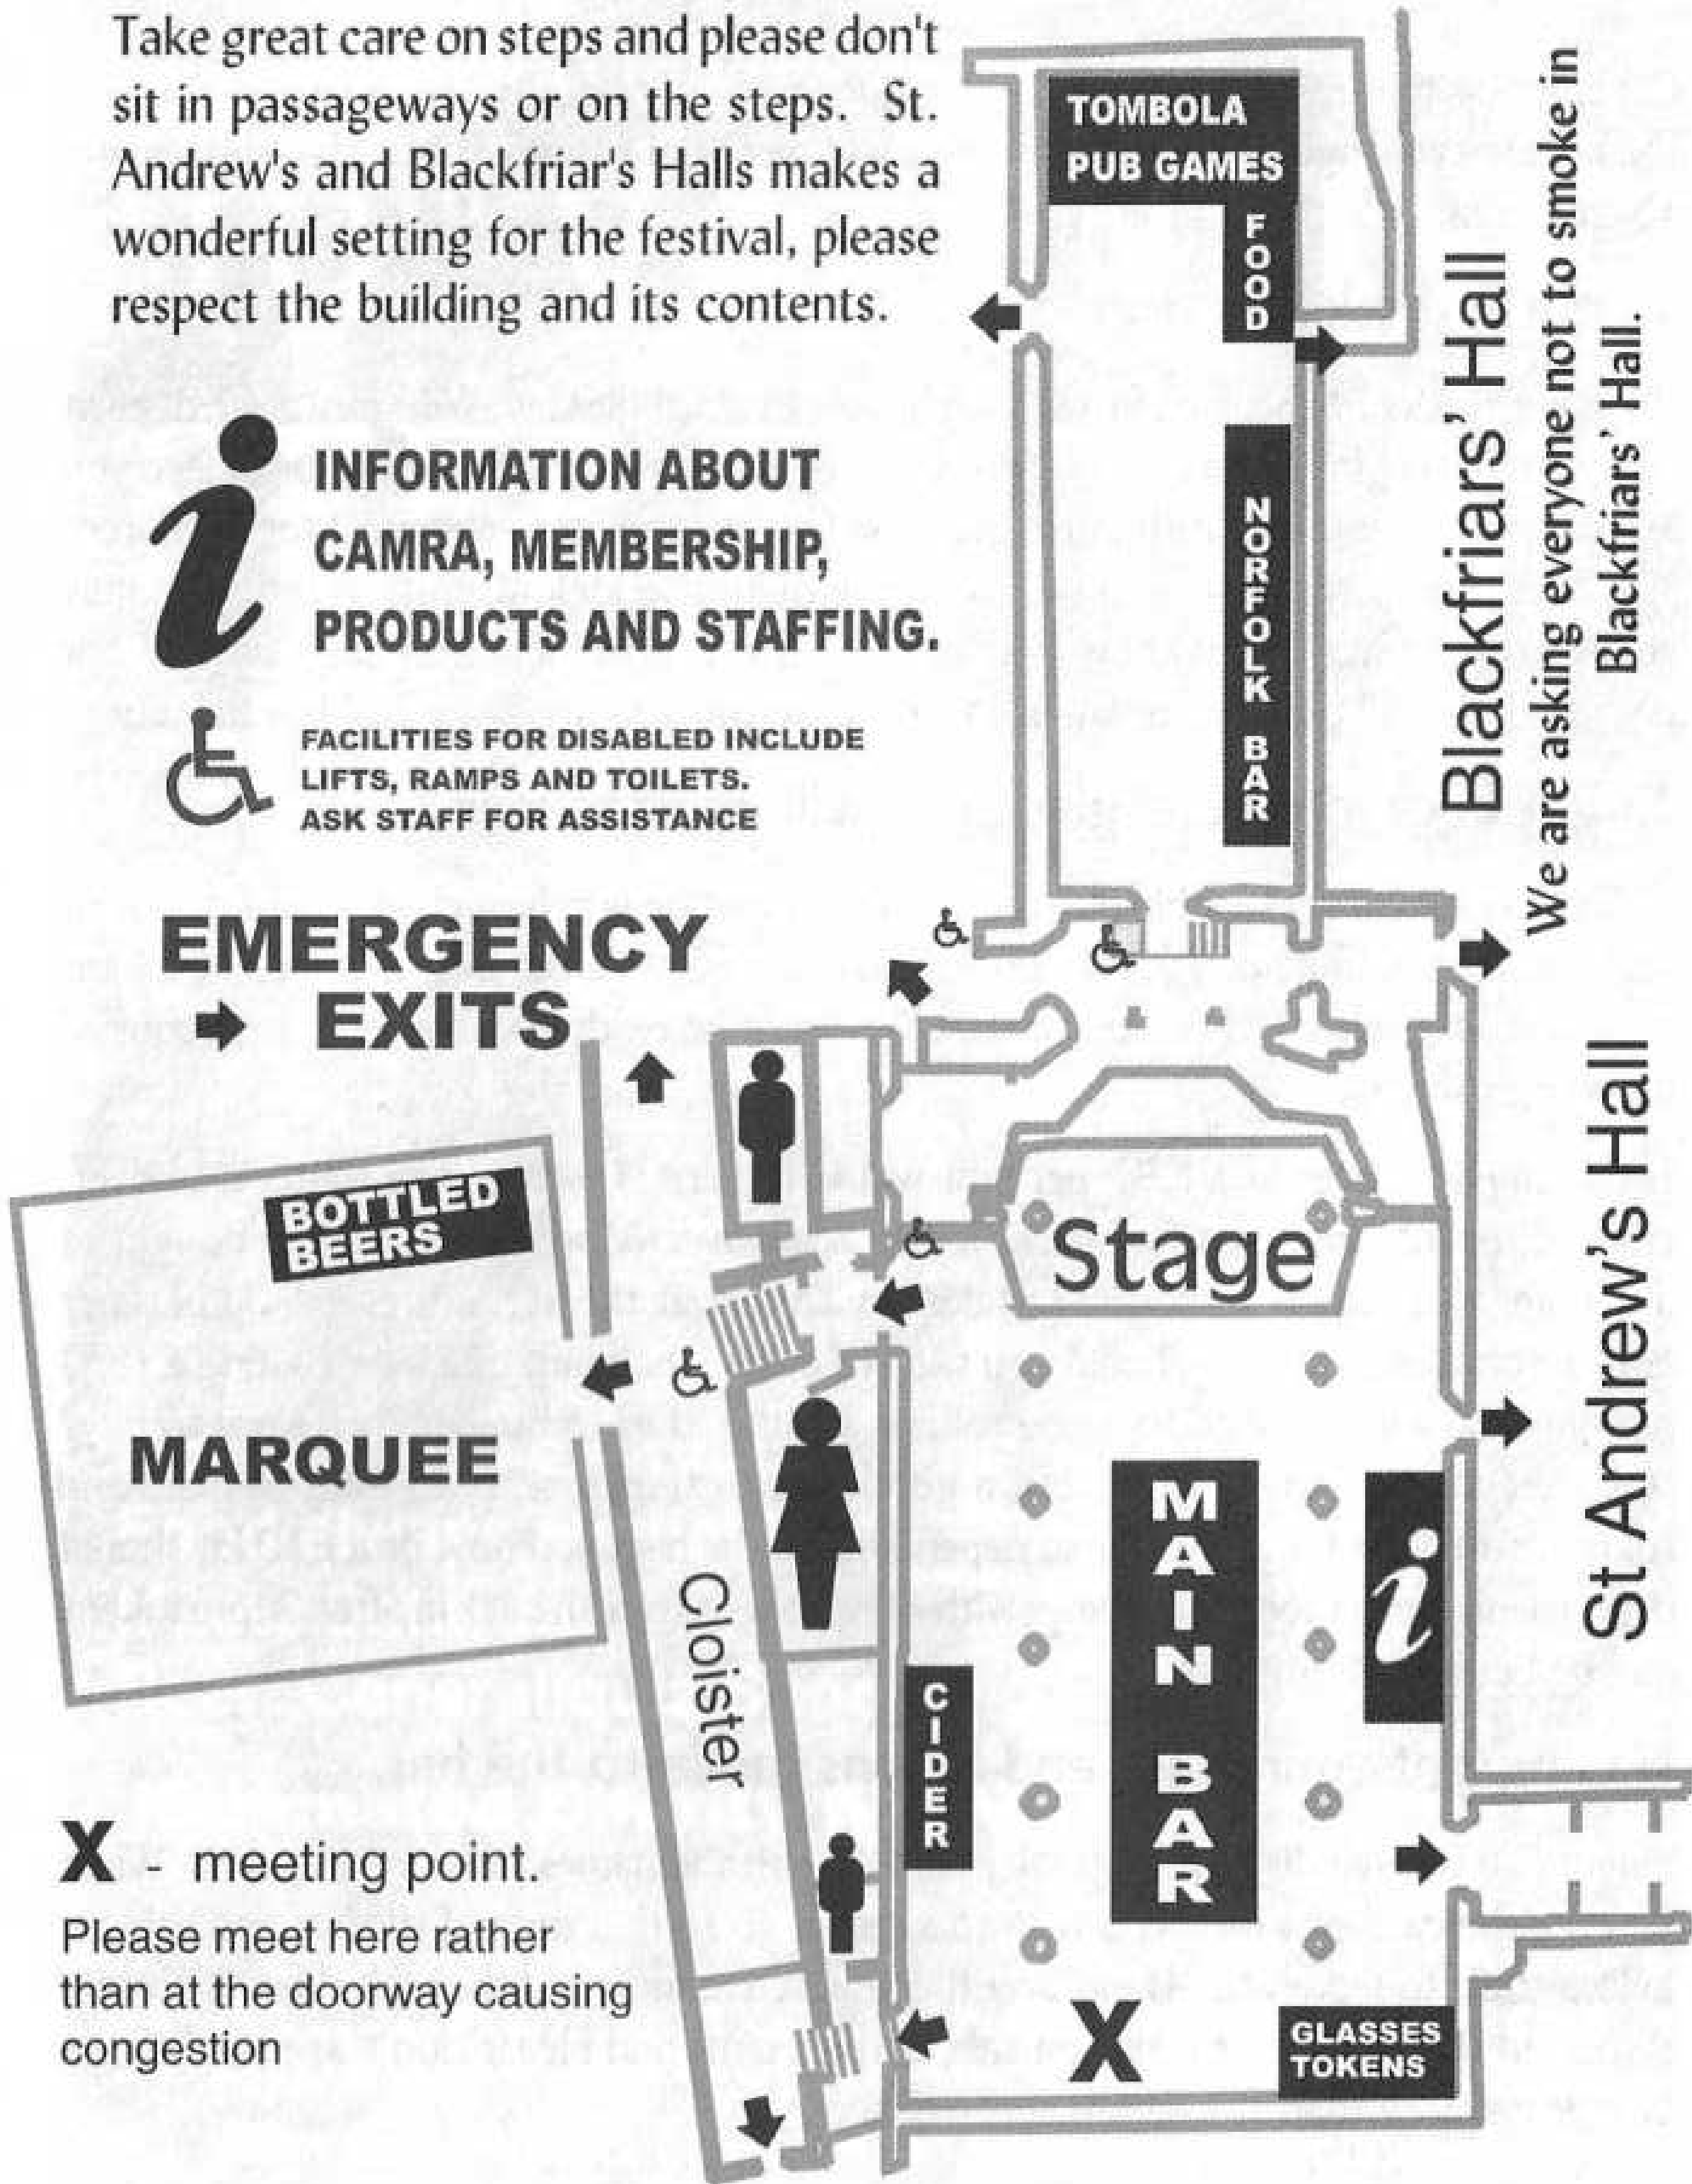 Take great care on steps and please don't
sit in passageways or on the steps. St.
Andrew's and Blackfriar's Halls makes a
wonderful setting for the festival, please
respect the building and its contents.
TOMBOLA
PUB GAMES
FOOD
NORFOLK BAR
Blackfriars' Hall
We are asking everyone not to smoke in
Blackfriars' Hall.
i
INFORMATION ABOUT
CAMRA, MEMBERSHIP,
PRODUCTS AND STAFFING.
FACILITIES FOR DISABLED INCLUDE
LIFTS, RAMPS AND TOILETS.
ASK STAFF FOR ASSISTANCE
EMERGENCY
EXITS
BOTTLED
BEERS
MARQUEE
Stage
St Andrew's Hall
MAIN BAR
i
Cloister
CIDER
X - meeting point.
Please meet here rather
than at the doorway causing
congestion
X
GLASSES
TOKENS